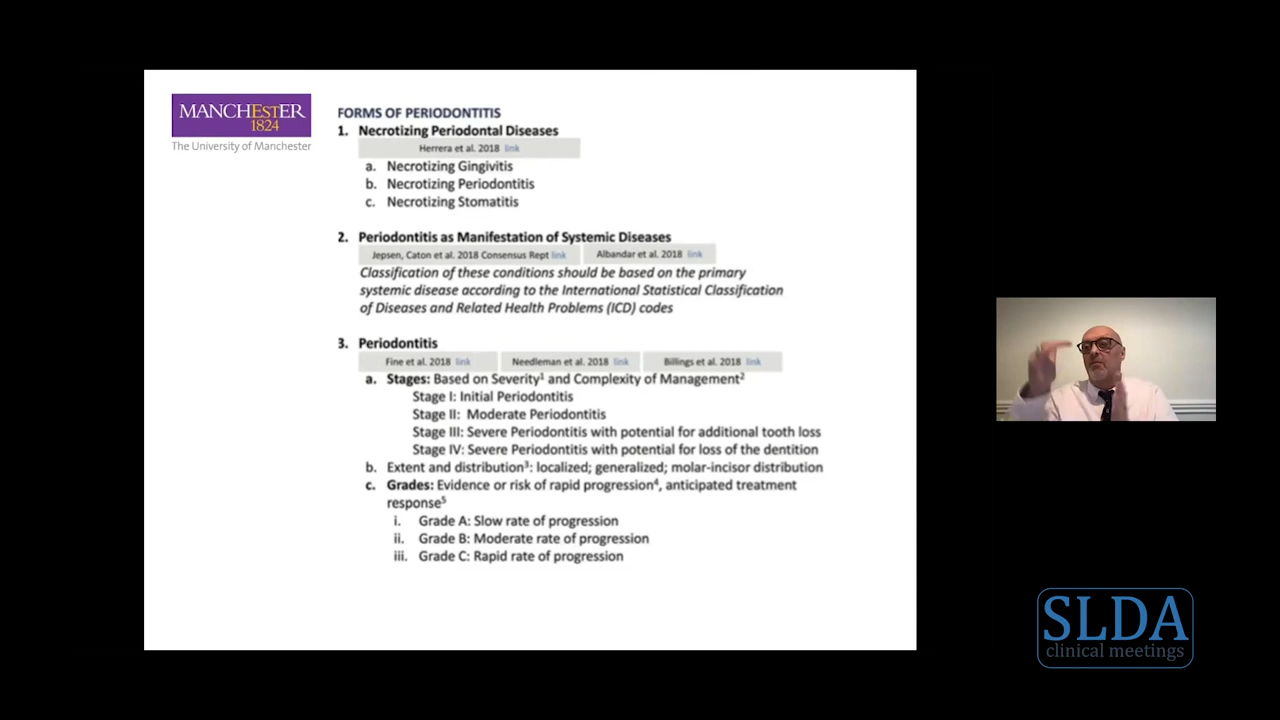 MANCHESTER
1824
The University of Manchester
FORMS OF PERIODONTITIS
1. Necrotizing Periodontal Diseases
Herrera et al. 2018 link
a. Necrotizing Gingivitis
b. Necrotizing Periodontitis
c. Necrotizing Stomatitis
2. Periodontitis as Manifestation of Systemic Diseases
Jepsen, Caton et al. 2018 Consensus Rept link Albandar et al. 2018 link
Classification of these conditions should be based on the primary
systemic disease according to the International Statistical Classification
of Diseases and Related Health Problems (ICD) codes
3. Periodontitis
Fine et al. 2018 link Needleman et al. 2018 link Billings et al. 2018 link
a. Stages: Based on Severity¹ and Complexity of Management²
Stage I: Initial Periodontitis
Stage II: Moderate Periodontitis
Stage III: Severe Periodontitis with potential for additional tooth loss
Stage IV: Severe Periodontitis with potential for loss of the dentition
b. Extent and distribution³: localized; generalized; molar-incisor distribution
c. Grades: Evidence or risk of rapid progression⁴, anticipated treatment
response⁵
i. Grade A: Slow rate of progression
ii. Grade B: Moderate rate of progression
iii. Grade C: Rapid rate of progression
SLDA
clinical meetings